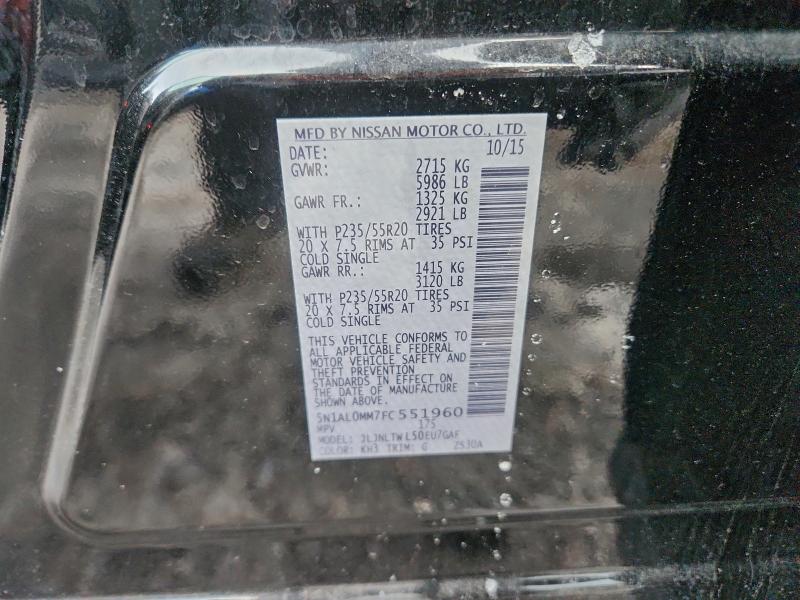 MFD BY NISSAN MOTOR CO., LTD.
DATE: 10/15
GVWR: 2715 KG
5986 LB
GAWR FR.: 1325 KG
2921 LB
WITH P235/55R20 TIRES
20 X 7.5 RIMS AT 35 PSI
COLD SINGLE
GAWR RR.: 1415 KG
3120 LB
WITH P235/55R20 TIRES
20 X 7.5 RIMS AT 35 PSI
COLD SINGLE
THIS VEHICLE CONFORMS TO
ALL APPLICABLE FEDERAL
MOTOR VEHICLE SAFETY AND
THEFT PREVENTION
STANDARDS IN EFFECT ON
THE DATE OF MANUFACTURE
SHOWN ABOVE.
5N1AL0MM7FC551960
MPV 175
MODEL: JLJNLTWL50EU7GAF
COLOR: KH3 TRIM: G ZS30A